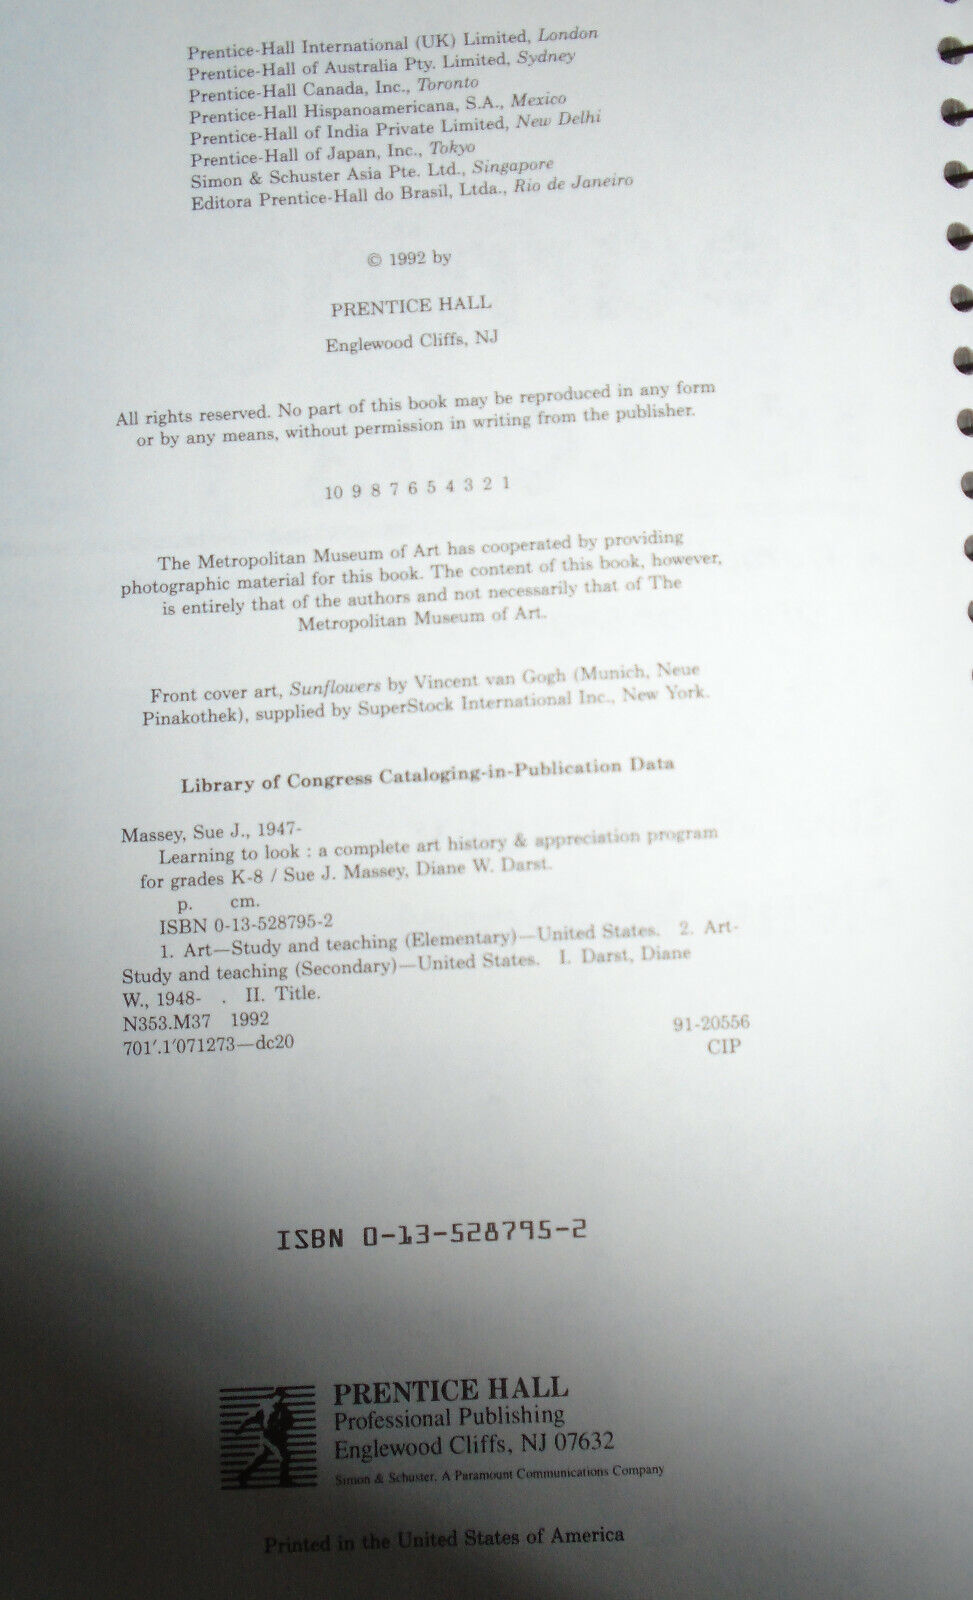 Prentice-Hall International (UK) Limited, London
Prentice-Hall of Australia Pty. Limited, Sydney
Prentice-Hall Canada, Inc., Toronto
Prentice-Hall Hispanoamericana, S.A., Mexico
Prentice-Hall of India Private Limited, New Delhi
Prentice-Hall of Japan, Inc., Tokyo
Simon & Schuster Asia Pte. Ltd., Singapore
Editora Prentice-Hall do Brasil, Ltda., Rio de Janeiro
© 1992 by
PRENTICE HALL
Englewood Cliffs, NJ
All rights reserved. No part of this book may be reproduced in any form
or by any means, without permission in writing from the publisher.
10 9 8 7 6 5 4 3 2 1
The Metropolitan Museum of Art has cooperated by providing
photographic material for this book. The content of this book, however,
is entirely that of the authors and not necessarily that of The
Metropolitan Museum of Art.
Front cover art, Sunflowers by Vincent van Gogh (Munich, Neue
Pinakothek), supplied by SuperStock International Inc., New York.
Library of Congress Cataloging-in-Publication Data
Massey, Sue J., 1947-
Learning to look : a complete art history & appreciation program
for grades K-8 / Sue J. Massey, Diane W. Darst.
p. cm.
ISBN 0-13-528795-2
1. Art—Study and teaching (Elementary)—United States. 2. Art-
Study and teaching (Secondary)—United States. I. Darst, Diane
W., 1948- . II. Title.
N353.M37 1992
91-20556
701′.1′071273—dc20
CIP
ISBN 0-13-528795-2
PRENTICE HALL
Professional Publishing
Englewood Cliffs, NJ 07632
Simon & Schuster, A Paramount Communications Company
Printed in the United States of America